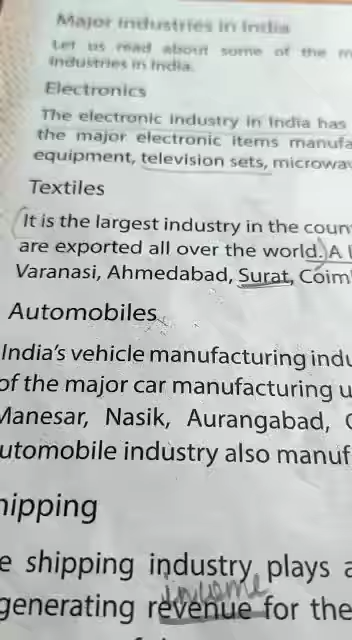 Major Industries in India
Let us read about some of the m
industries in India.
Electronics
The electronic industry in India has
the major electronic items manufa
equipment, television sets, microwav
Textiles
It is the largest industry in the coun
are exported all over the world. A l
Varanasi, Ahmedabad, Surat, Coim
Automobiles
India's vehicle manufacturing indu
of the major car manufacturing u
Manesar, Nasik, Aurangabad, C
utomobile industry also manuf
hipping
e shipping industry plays a
income
generating revenue for the